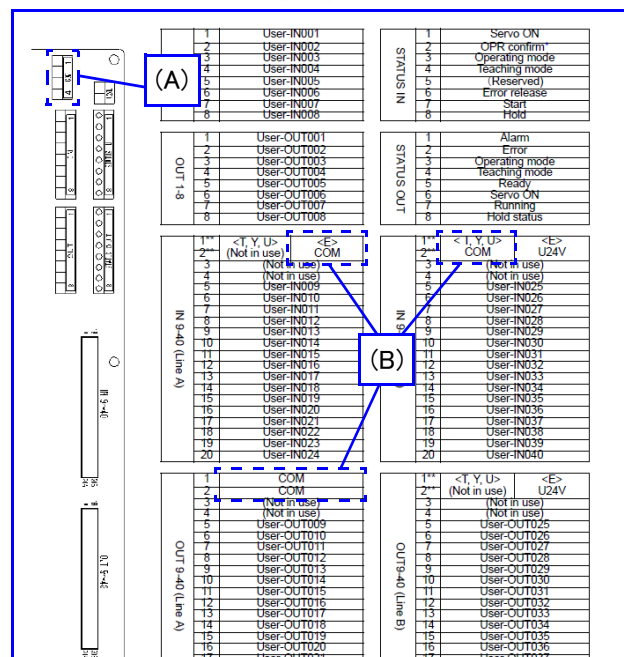 1 User-IN001
2 User-IN002
3 User-IN003
4 User-IN004
5 User-IN005
6 User-IN006
7 User-IN007
8 User-IN008
STATUS IN
1 Servo ON
2 OPR confirm*
3 Operating mode
4 Teaching mode
5 (Reserved)
6 Error release
7 Start
8 Hold
(A)
OUT 1-8
1 User-OUT001
2 User-OUT002
3 User-OUT003
4 User-OUT004
5 User-OUT005
6 User-OUT006
7 User-OUT007
8 User-OUT008
STATUS OUT
1 Alarm
2 Error
3 Operating mode
4 Teaching mode
5 Ready
6 Servo ON
7 Running
8 Hold status
IN 9-40 (Line A)
1** <T, Y, U> <E>
2** (Not in use) COM
3 (Not in use)
4 (Not in use)
5 User-IN009
6 User-IN010
7 User-IN011
8 User-IN012
9 User-IN013
10 User-IN014
11 User-IN015
12 User-IN016
13 User-IN017
14 User-IN018
15 User-IN019
16 User-IN020
17 User-IN021
18 User-IN022
19 User-IN023
20 User-IN024
IN 9
1** <T, Y, U> <E>
2** COM U24V
3 (Not in use)
4 (Not in use)
5 User-IN025
6 User-IN026
7 User-IN027
8 User-IN028
9 User-IN029
10 User-IN030
11 User-IN031
12 User-IN032
13 User-IN033
14 User-IN034
15 User-IN035
16 User-IN036
17 User-IN037
18 User-IN038
19 User-IN039
20 User-IN040
(B)
OUT 9-40 (Line A)
1 COM
2 COM
3 (Not in use)
4 (Not in use)
5 User-OUT009
6 User-OUT010
7 User-OUT011
8 User-OUT012
9 User-OUT013
10 User-OUT014
11 User-OUT015
12 User-OUT016
13 User-OUT017
14 User-OUT018
15 User-OUT019
16 User-OUT020
OUT9-40 (Line B)
1** <T, Y, U> <E>
2** (Not in use) U24V
3 (Not in use)
4 (Not in use)
5 User-OUT025
6 User-OUT026
7 User-OUT027
8 User-OUT028
9 User-OUT029
10 User-OUT030
11 User-OUT031
12 User-OUT032
13 User-OUT033
14 User-OUT034
15 User-OUT035
16 User-OUT036
IN 9~40
OUT 9~40